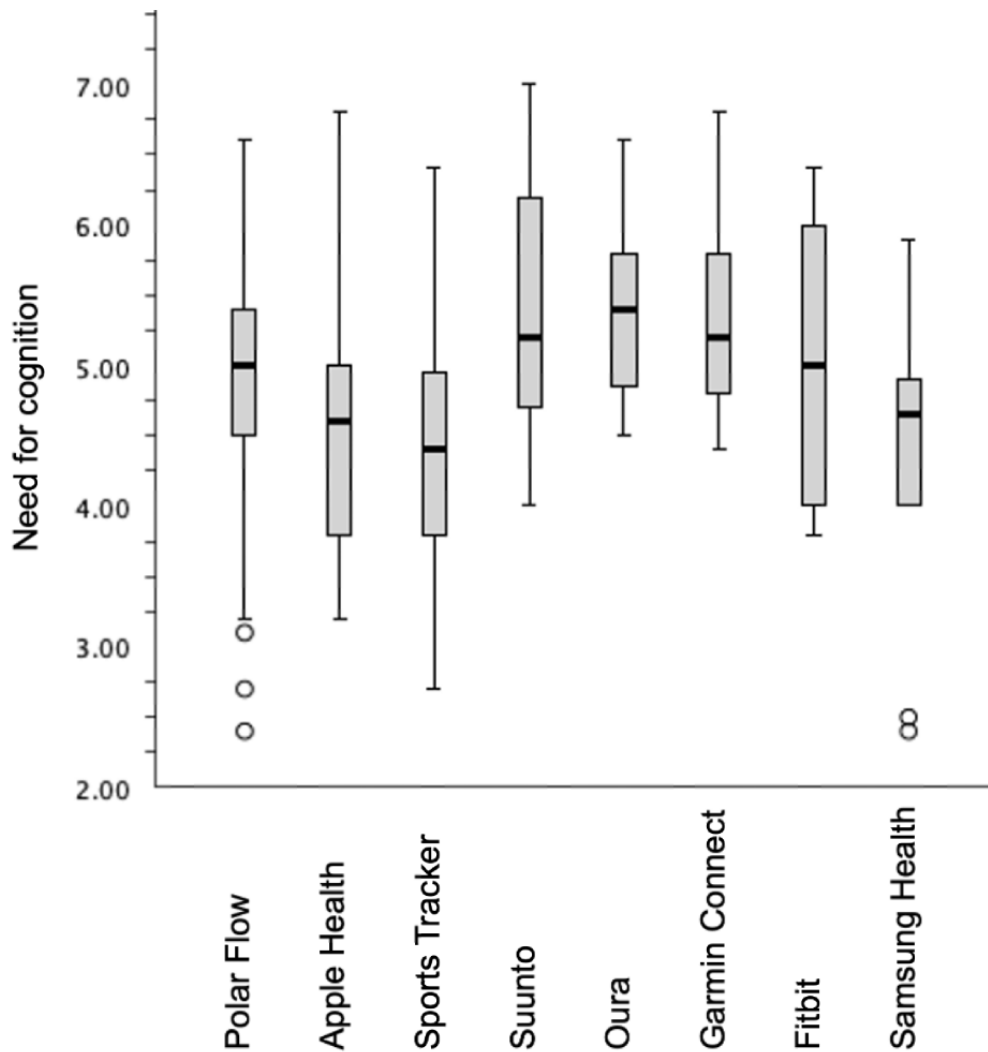 Need for cognition
7.00
6.00
5.00
4.00
3.00
2.00
Polar Flow
Apple Health
Sports Tracker
Suunto
Oura
Garmin Connect
Fitbit
Samsung Health